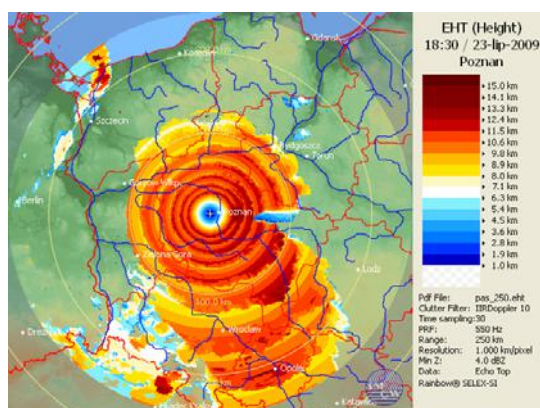 EHT (Height)
18:30 / 23-lip-2009
Poznan
15.0 km
14.1 km
13.3 km
12.4 km
11.5 km
10.6 km
9.8 km
8.9 km
8.0 km
7.1 km
6.3 km
5.4 km
4.5 km
3.6 km
2.8 km
1.9 km
1.0 km
Pdf File: pas_250.eht
Clutter Filter: IIRDoppler 10
Time sampling:30
PRF: 550 Hz
Range: 250 km
Resolution: 1.000 km/pixel
Min Z: 4.0 dBZ
Data: Echo Top
Rainbow® SELEX-SI
Gdansk
Szczecin
Bydgoszcz
Torun
Berlin
Poznan
Zielona Gora
Lodz
100.0 km
Wroclaw
Opole